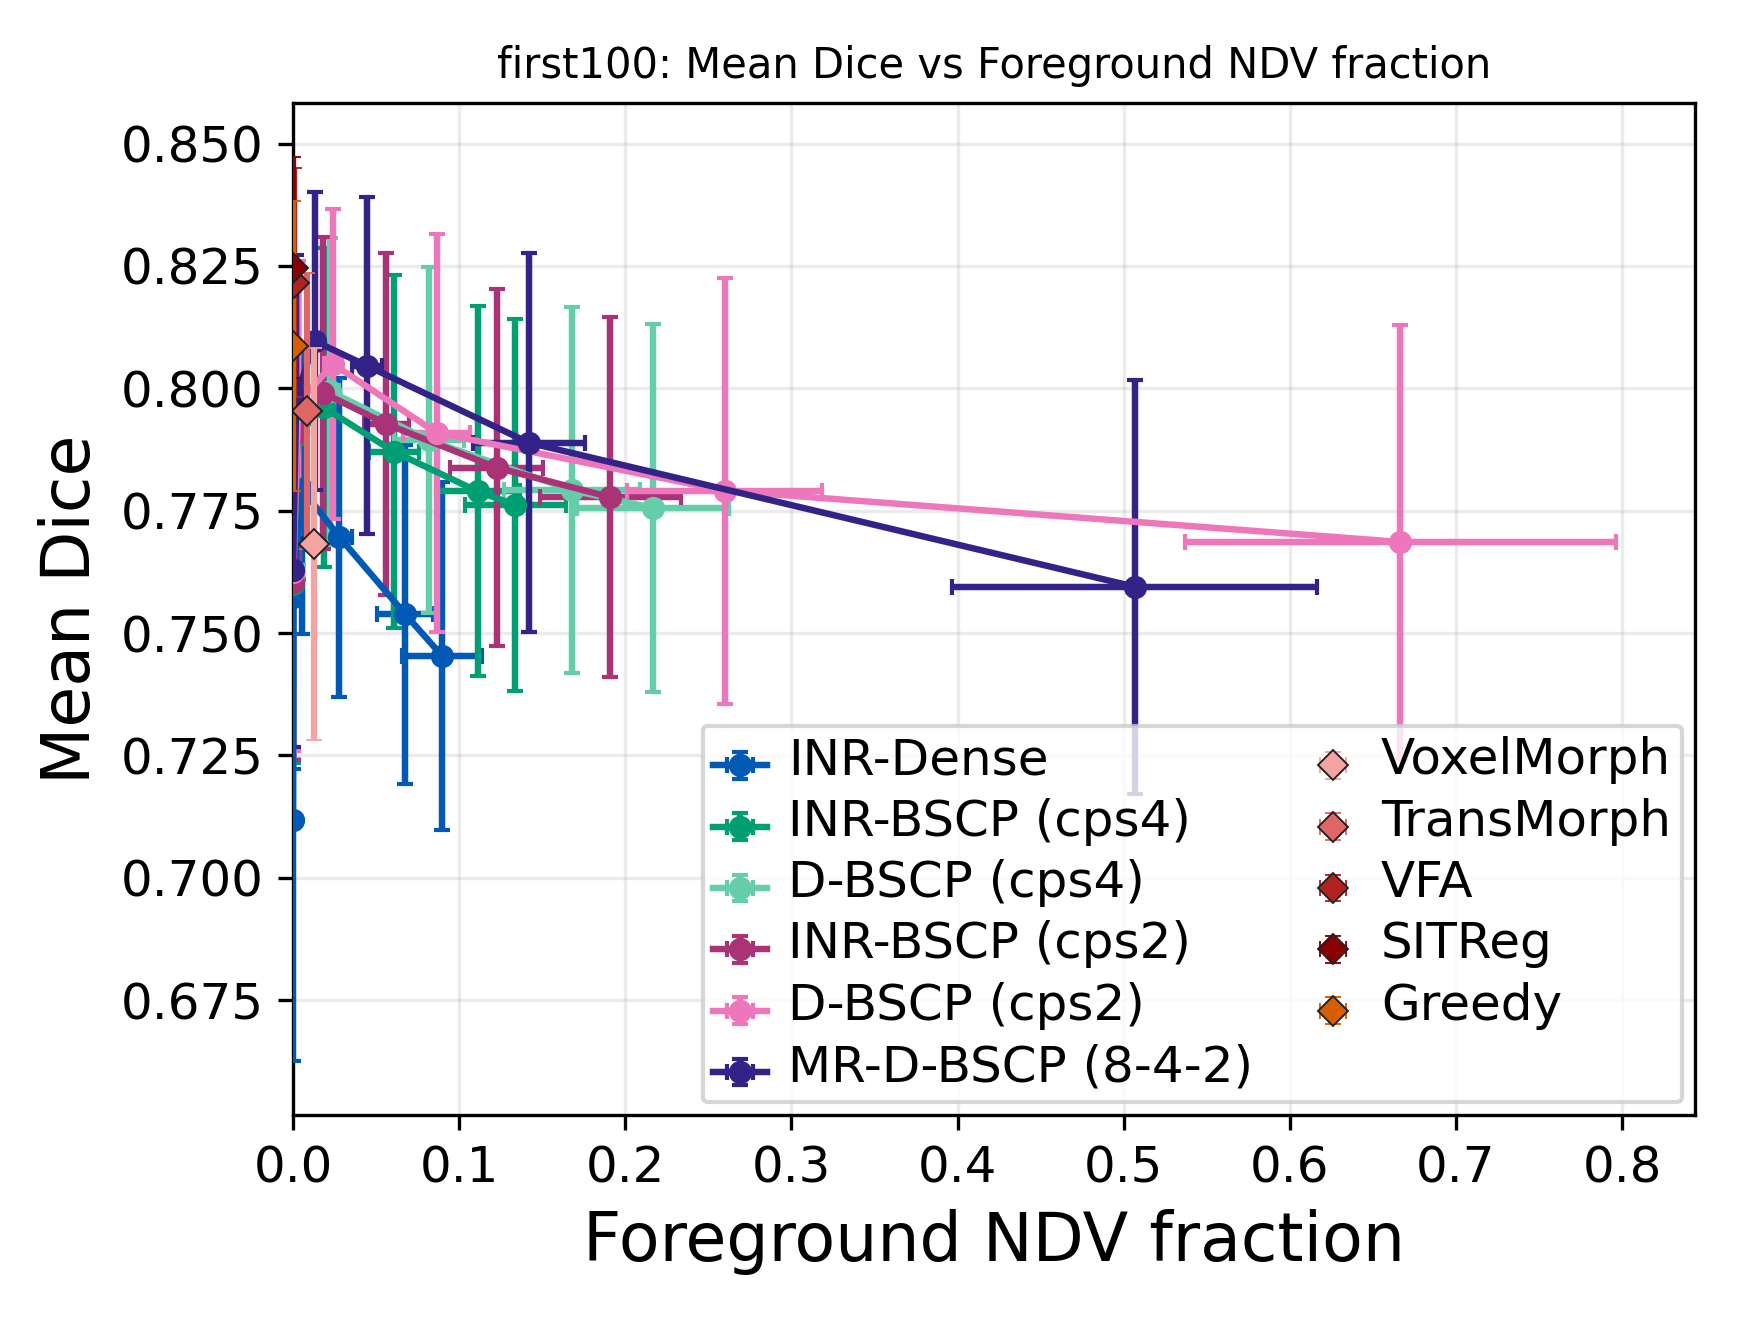 first100: Mean Dice vs Foreground NDV fraction
0.850
0.825
0.800
0.775
0.750
0.725
0.700
0.675
Mean Dice
INR-Dense
INR-BSCP (cps4)
D-BSCP (cps4)
INR-BSCP (cps2)
D-BSCP (cps2)
MR-D-BSCP (8-4-2)
VoxelMorph
TransMorph
VFA
SITReg
Greedy
0.0 0.1 0.2 0.3 0.4 0.5 0.6 0.7 0.8
Foreground NDV fraction